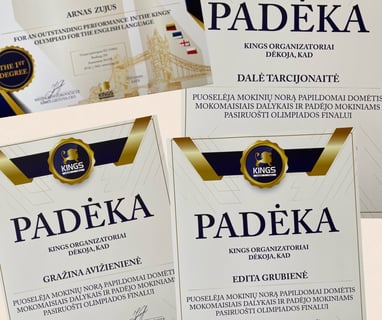 ARNAS ZUJUS
FOR AN OUTSTANDING PERFORMANCE IN THE KINGS'
OLYMPIAD FOR THE ENGLISH LANGUAGE
THE 1ST
DEGREE
PADĖKA
KINGS ORGANIZATORIAI
DĖKOJA, KAD
DALĖ TARCIJONAITĖ
PUOSELĖJA MOKINIŲ NORĄ PAPILDOMAI DOMĖTIS
MOKOMAISIAIS DALYKAIS IR PADĖJO MOKINIAMS
PASIRUOŠTI OLIMPIADOS FINALUI
KINGS
PADĖKA
KINGS ORGANIZATORIAI
DĖKOJA, KAD
GRAŽINA AVIŽIENIENĖ
PUOSELĖJA MOKINIŲ NORĄ PAPILDOMAI DOMĖTIS
MOKOMAISIAIS DALYKAIS IR PADĖJO MOKINIAMS
PASIRUOŠTI OLIMPIADOS FINALUI
KINGS
PADĖKA
KINGS ORGANIZATORIAI
DĖKOJA, KAD
EDITA GRUBIENĖ
PUOSELĖJA MOKINIŲ NORĄ PAPILDOMAI DOMĖTIS
MOKOMAISIAIS DALYKAIS IR PADĖJO MOKINIAMS
PASIRUOŠTI OLIMPIADOS FINALUI